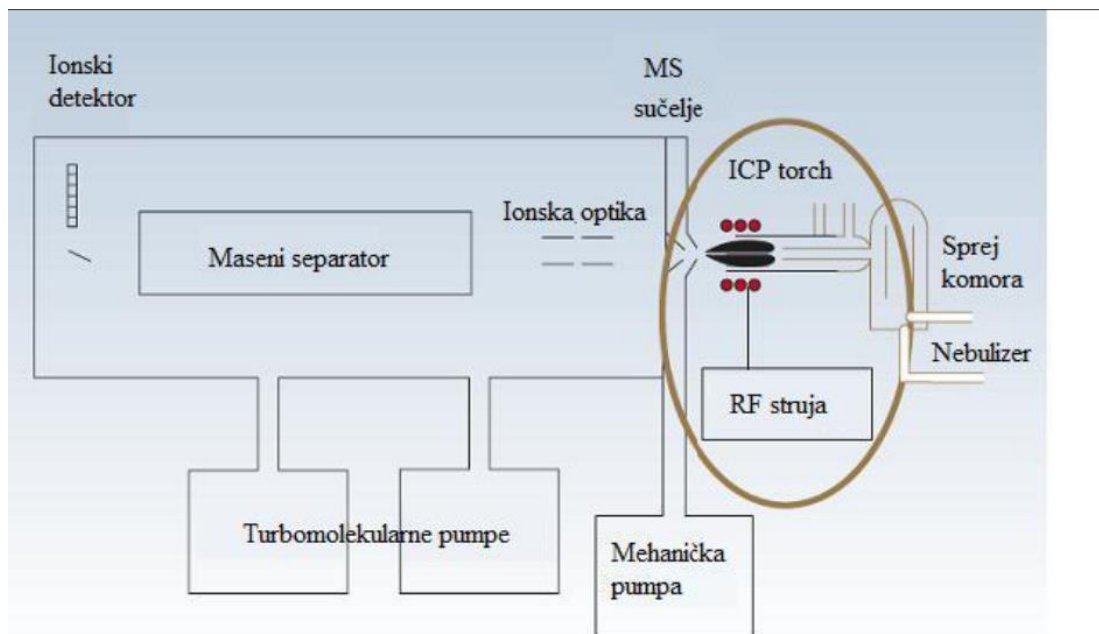 Ionski
detektor
MS
sučelje
ICP torch
Ionska optika
Maseni separator
Sprej
komora
Nebulizer
RF struja
Turbomolekularne pumpe
Mehanička
pumpa